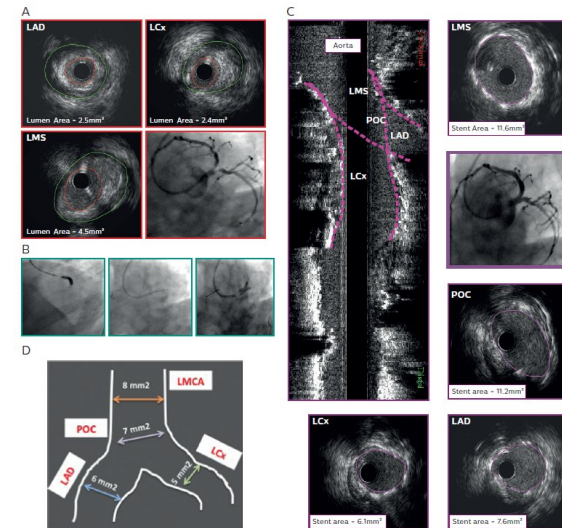 A
LAD
Lumen Area - 2.5mm²
LCx
Lumen Area - 2.4mm²
LMS
Lumen Area - 4.5mm²
B
C
Aorta
LMS
POC
LAD
LCx
LMS
Stent Area - 11.6mm²
POC
Stent area - 11.2mm²
LCx
Stent area - 6.1mm²
LAD
Stent area - 7.6mm²
D
8 mm2
LMCA
POC
7 mm2
LCx
LAD
6 mm2
5 mm2